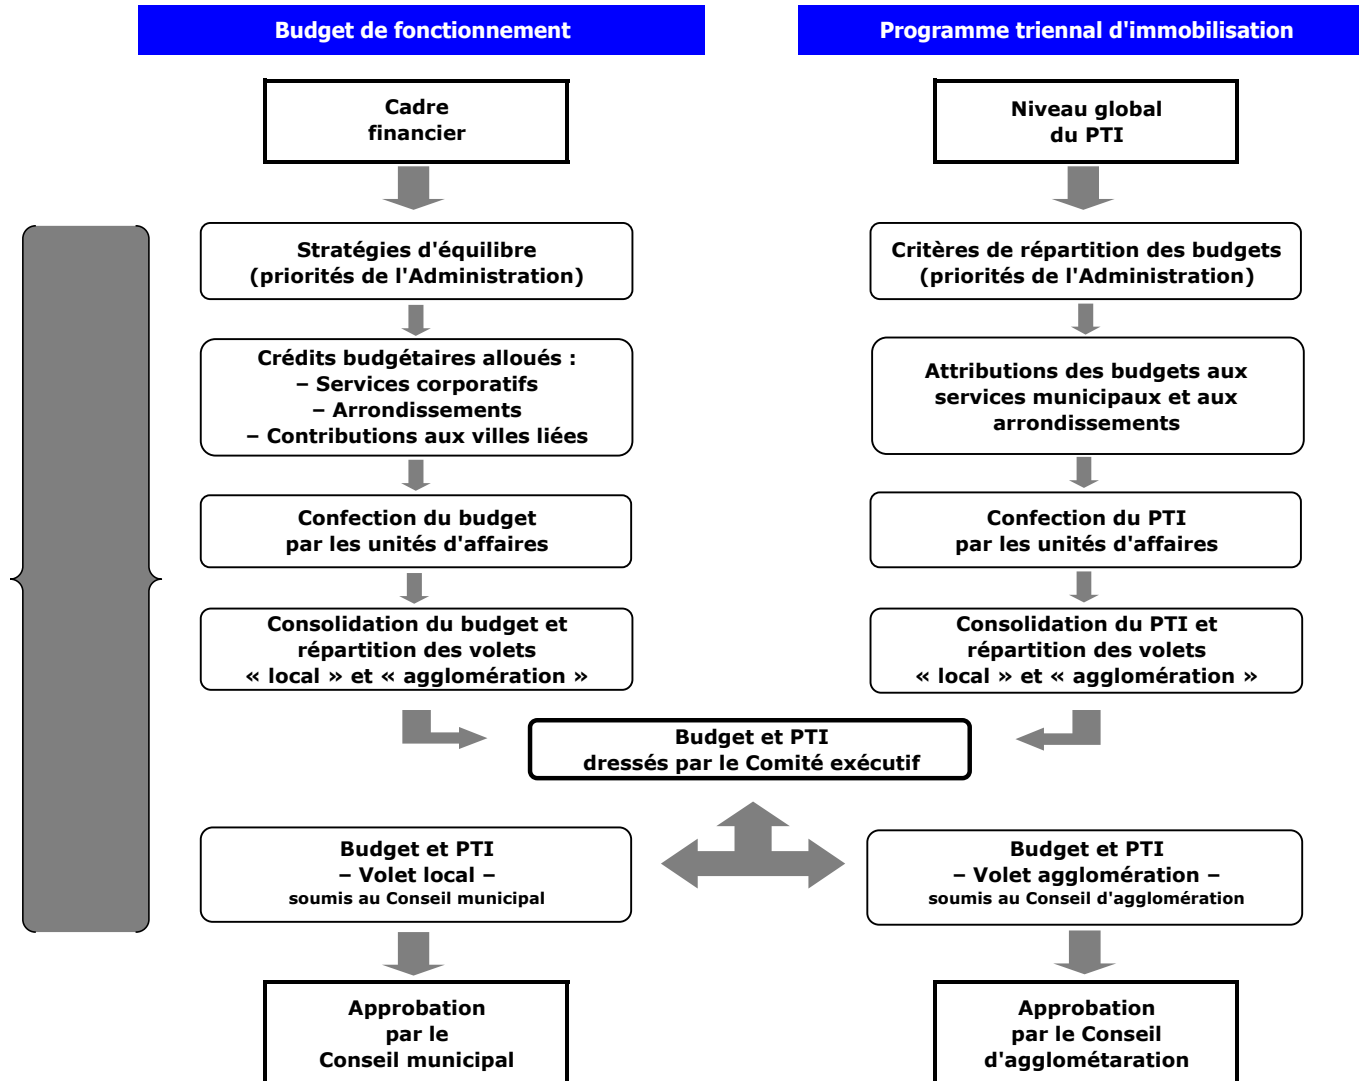 Budget de fonctionnement
Cadre
financier
Stratégies d'équilibre
(priorités de l'Administration)
Crédits budgétaires alloués :
– Services corporatifs
– Arrondissements
– Contributions aux villes liées
Confection du budget
par les unités d'affaires
Consolidation du budget et
répartition des volets
« local » et « agglomération »
Programme triennal d'immobilisation
Niveau global
du PTI
Critères de répartition des budgets
(priorités de l'Administration)
Attributions des budgets aux
services municipaux et aux
arrondissements
Confection du PTI
par les unités d'affaires
Consolidation du PTI et
répartition des volets
« local » et « agglomération »
Budget et PTI
dressés par le Comité exécutif
Budget et PTI
– Volet local –
soumis au Conseil municipal
Approbation
par le
Conseil municipal
Budget et PTI
– Volet agglomération –
soumis au Conseil d'agglomération
Approbation
par le Conseil
d'agglométaration